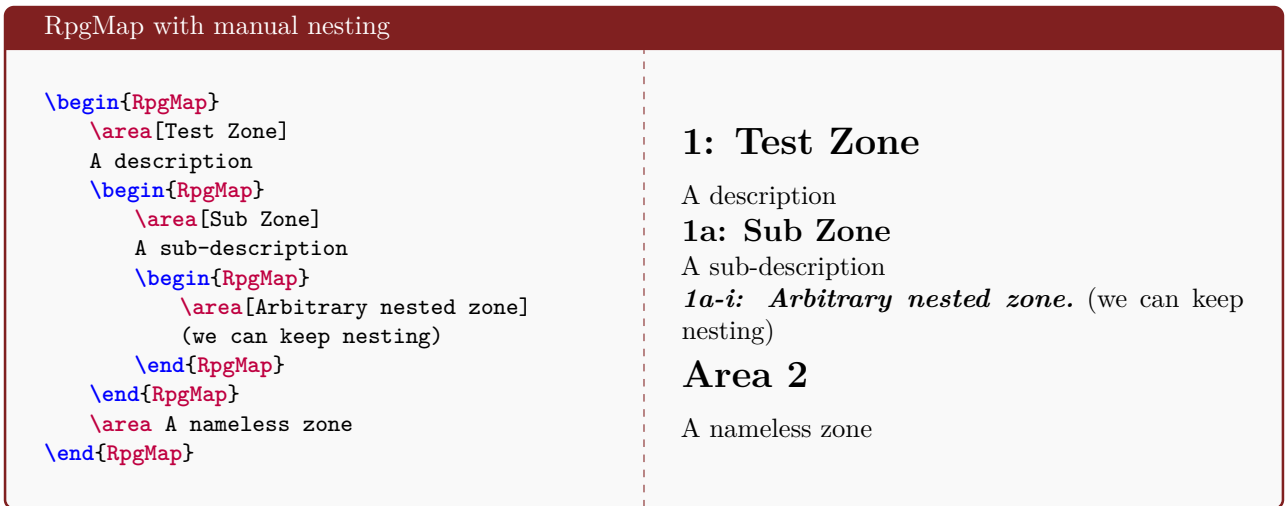 RpgMap with manual nesting
\begin{RpgMap}
    \area[Test Zone]
    A description
    \begin{RpgMap}
        \area[Sub Zone]
        A sub-description
        \begin{RpgMap}
            \area[Arbitrary nested zone]
            (we can keep nesting)
        \end{RpgMap}
    \end{RpgMap}
    \area A nameless zone
\end{RpgMap}
1: Test Zone
A description
1a: Sub Zone
A sub-description
1a-i: Arbitrary nested zone. (we can keep
nesting)
Area 2
A nameless zone